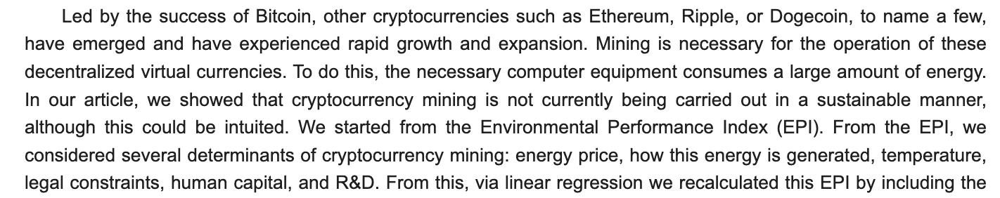 Led by the success of Bitcoin, other cryptocurrencies such as Ethereum, Ripple, or Dogecoin, to name a few,
have emerged and have experienced rapid growth and expansion. Mining is necessary for the operation of these
decentralized virtual currencies. To do this, the necessary computer equipment consumes a large amount of energy.
In our article, we showed that cryptocurrency mining is not currently being carried out in a sustainable manner,
although this could be intuited. We started from the Environmental Performance Index (EPI). From the EPI, we
considered several determinants of cryptocurrency mining: energy price, how this energy is generated, temperature,
legal constraints, human capital, and R&D. From this, via linear regression we recalculated this EPI by including the